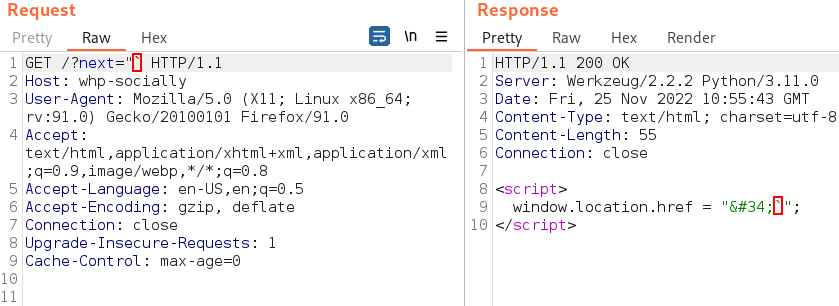 Request
Pretty Raw Hex \n ≡
1 GET /?next="` HTTP/1.1
2 Host: whp-socially
3 User-Agent: Mozilla/5.0 (X11; Linux x86_64;
rv:91.0) Gecko/20100101 Firefox/91.0
4 Accept:
text/html,application/xhtml+xml,application/xml
;q=0.9,image/webp,*/*;q=0.8
5 Accept-Language: en-US,en;q=0.5
6 Accept-Encoding: gzip, deflate
7 Connection: close
8 Upgrade-Insecure-Requests: 1
9 Cache-Control: max-age=0
10
11
Response
Pretty Raw Hex Render
1 HTTP/1.1 200 OK
2 Server: Werkzeug/2.2.2 Python/3.11.0
3 Date: Fri, 25 Nov 2022 10:55:43 GMT
4 Content-Type: text/html; charset=utf-8
5 Content-Length: 55
6 Connection: close
7
8 <script>
9 window.location.href = "&#34;`";
10 </script>